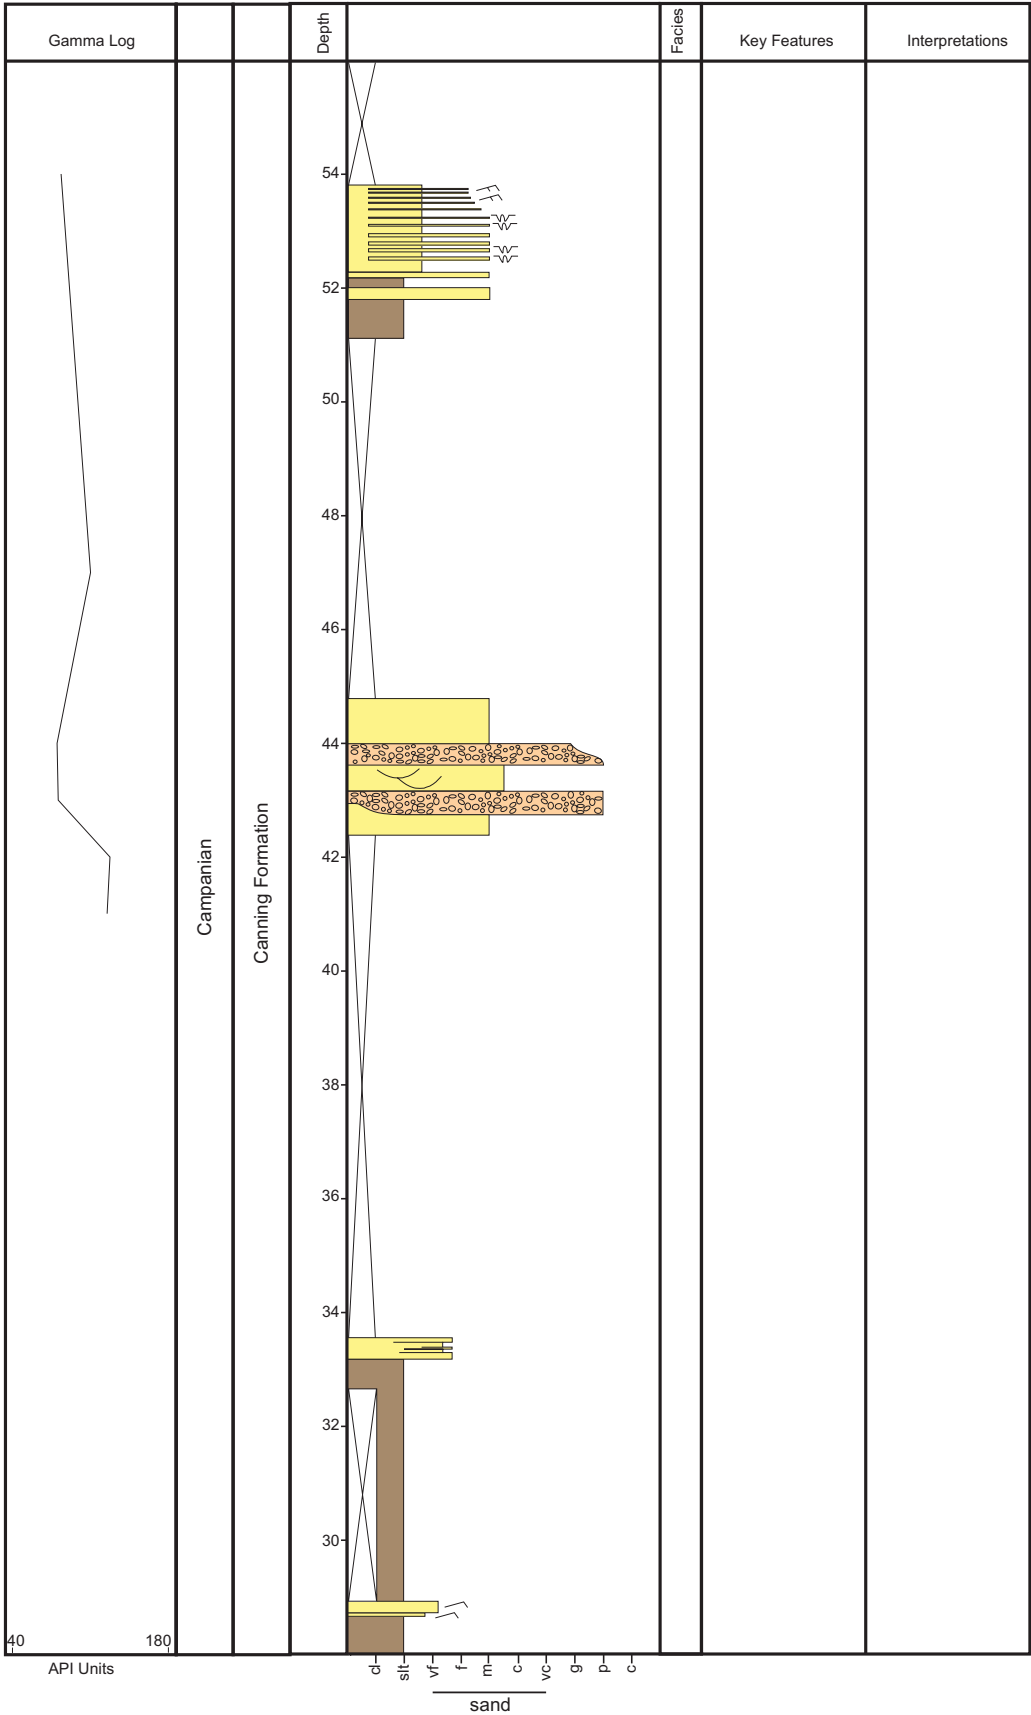 Gamma Log
Depth
Facies
Key Features
Interpretations
54
52
50
48
46
44
42
40
38
36
34
32
30
Campanian
Canning Formation
40
180
API Units
cl
slt
vf
f
m
c
vc
g
p
c
sand